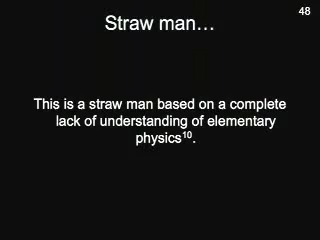 48
Straw man…
This is a straw man based on a complete
lack of understanding of elementary
physics¹⁰.